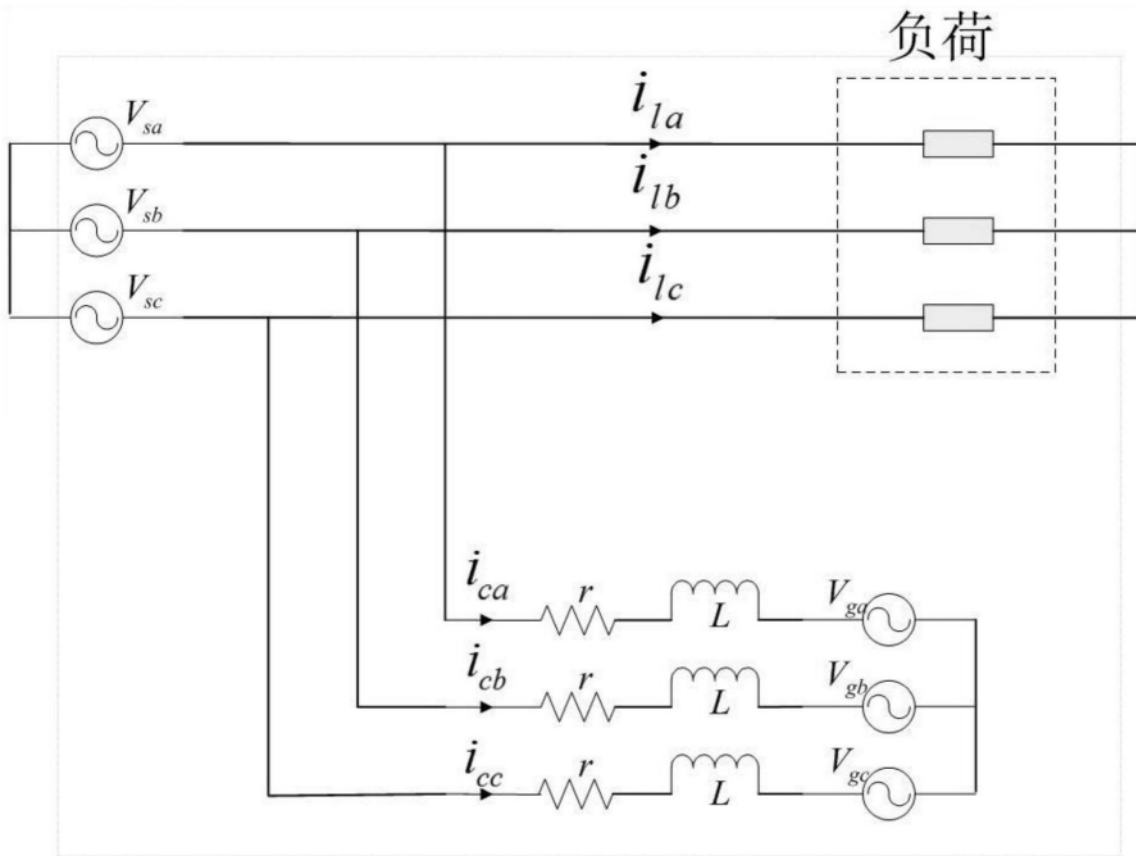 负荷
V_sa
i_la
V_sb
i_lb
V_sc
i_lc
i_ca
r
L
V_ga
i_cb
r
L
V_gb
i_cc
r
L
V_gc